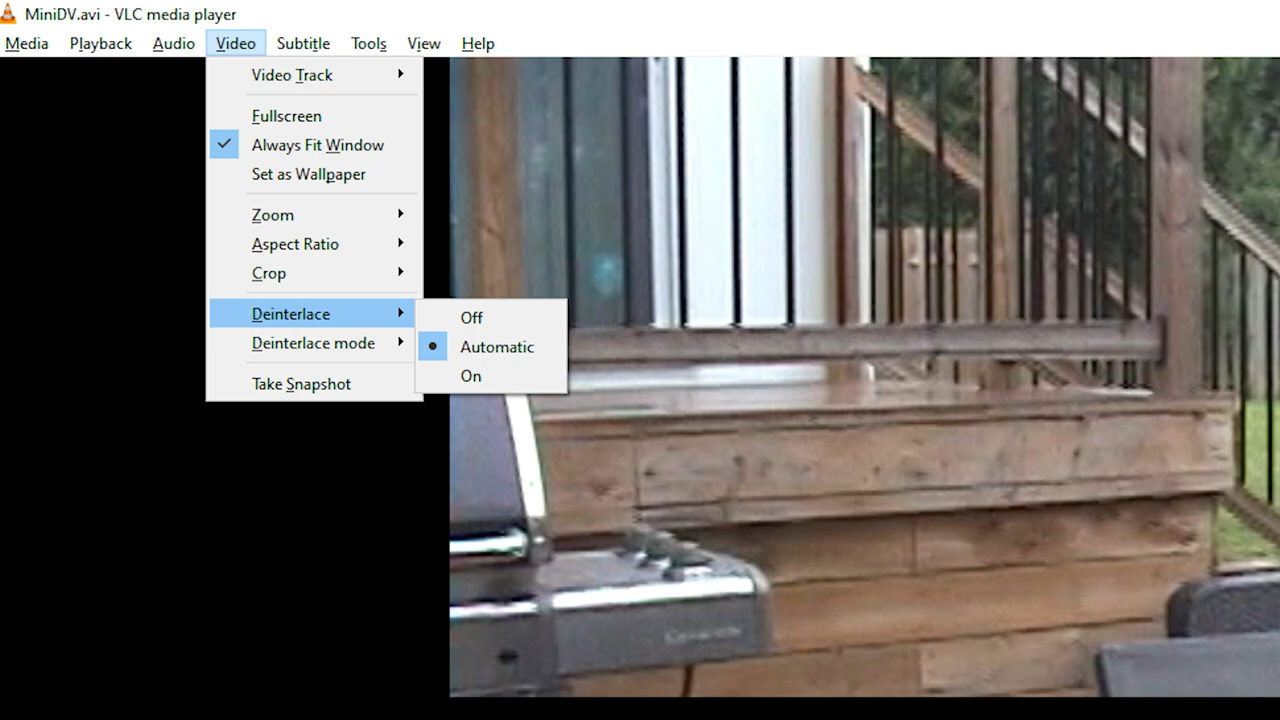 MiniDV.avi - VLC media player
Media Playback Audio Video Subtitle Tools View Help
Video Track
Fullscreen
Always Fit Window
Set as Wallpaper
Zoom
Aspect Ratio
Crop
Deinterlace
Deinterlace mode
Take Snapshot
Off
Automatic
On